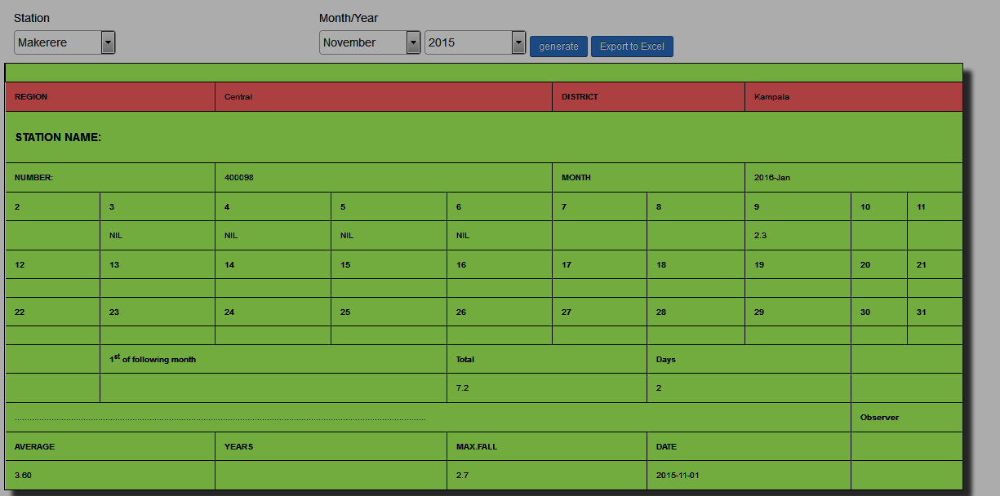 Station Month/Year
Makerere November 2015 generate Export to Excel
REGION Central DISTRICT Kampala
STATION NAME:
NUMBER: 400098 MONTH 2016-Jan
2 3 4 5 6 7 8 9 10 11
NIL NIL NIL NIL 2.3
12 13 14 15 16 17 18 19 20 21
22 23 24 25 26 27 28 29 30 31
1st of following month Total Days
7.2 2
Observer
AVERAGE YEARS MAX.FALL DATE
3.60 2.7 2015-11-01